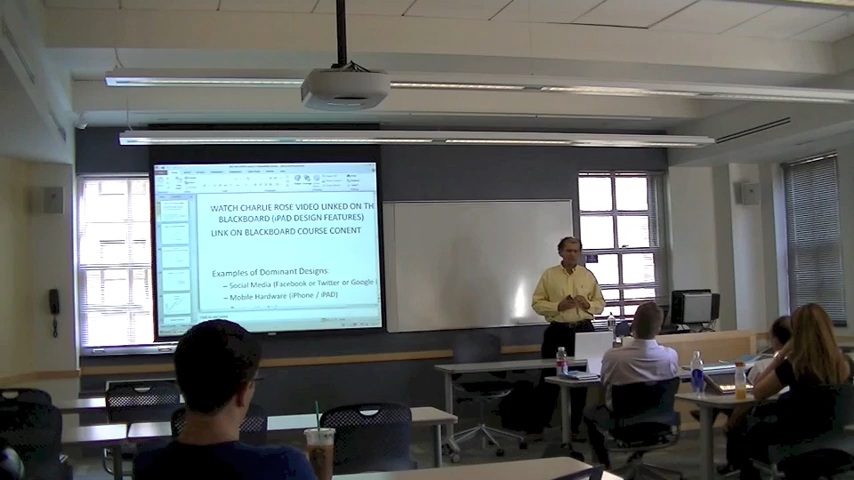 WATCH CHARLIE ROSE VIDEO LINKED ON TH
BLACKBOARD (iPAD DESIGN FEATURES)
LINK ON BLACKBOARD COURSE CONENT
Examples of Dominant Designs:
– Social Media (Facebook or Twitter or Google
– Mobile Hardware (iPhone / iPAD)